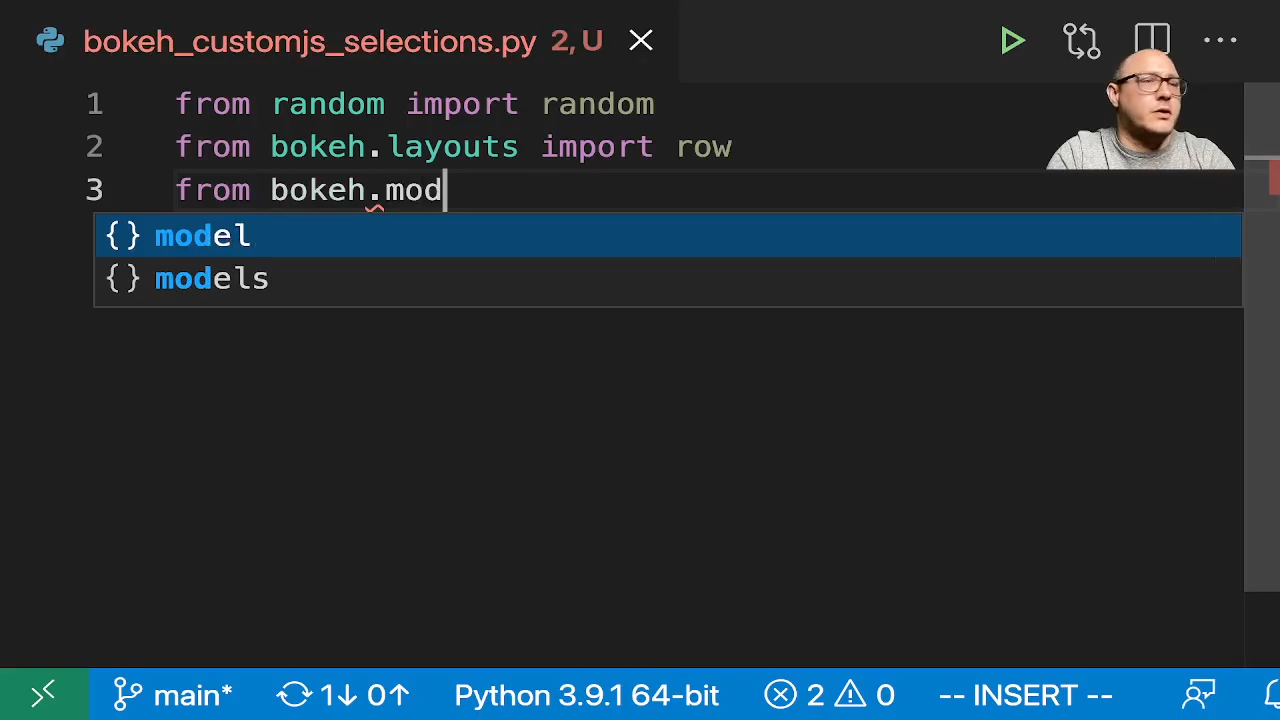 bokeh_customjs_selections.py 2, U
1 from random import random
2 from bokeh.layouts import row
3 from bokeh.mod
{} model
{} models
main* 1↓ 0↑ Python 3.9.1 64-bit 2 0 -- INSERT --